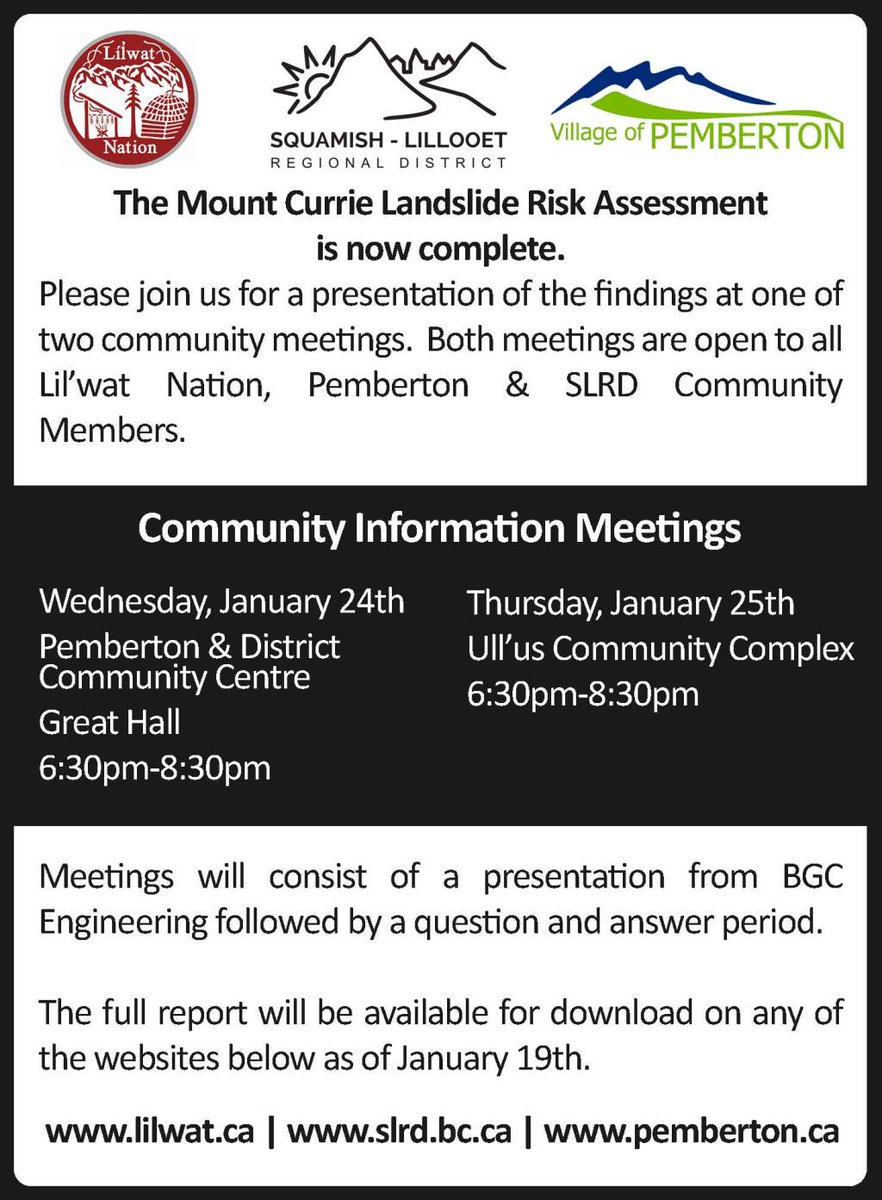 Lilwat
Nation
SQUAMISH - LILLOOET
REGIONAL DISTRICT
Village of PEMBERTON
The Mount Currie Landslide Risk Assessment
is now complete.
Please join us for a presentation of the findings at one of
two community meetings. Both meetings are open to all
Lil'wat Nation, Pemberton & SLRD Community
Members.
Community Information Meetings
Wednesday, January 24th
Pemberton & District
Community Centre
Great Hall
6:30pm-8:30pm
Thursday, January 25th
Ull'us Community Complex
6:30pm-8:30pm
Meetings will consist of a presentation from BGC
Engineering followed by a question and answer period.
The full report will be available for download on any of
the websites below as of January 19th.
www.lilwat.ca | www.slrd.bc.ca | www.pemberton.ca